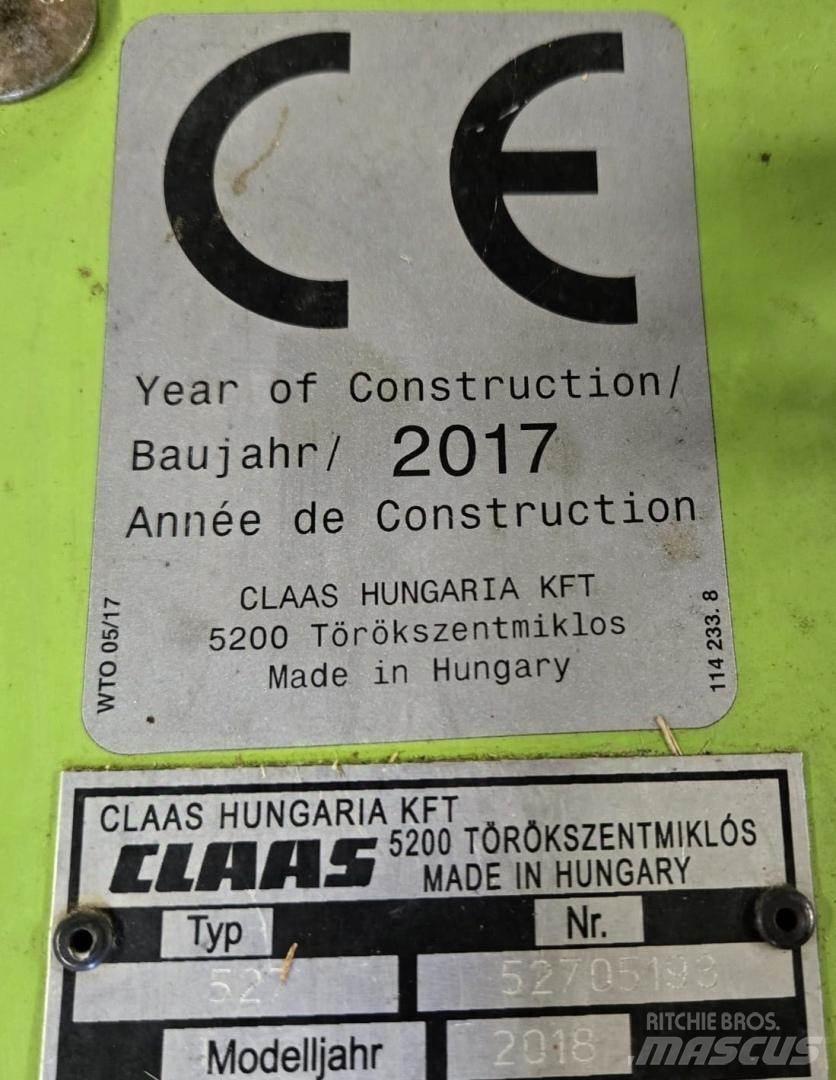 CE
Year of Construction/
Baujahr/ 2017
Année de Construction
CLAAS HUNGARIA KFT
5200 Törökszentmiklos
Made in Hungary
WTO 05/17
114 233. 8
CLAAS HUNGARIA KFT
CLAAS 5200 TÖRÖKSZENTMIKLÓS
MADE IN HUNGARY
Typ Nr.
527 52705193
Modelljahr 2018
RITCHIE BROS.
MASCUS